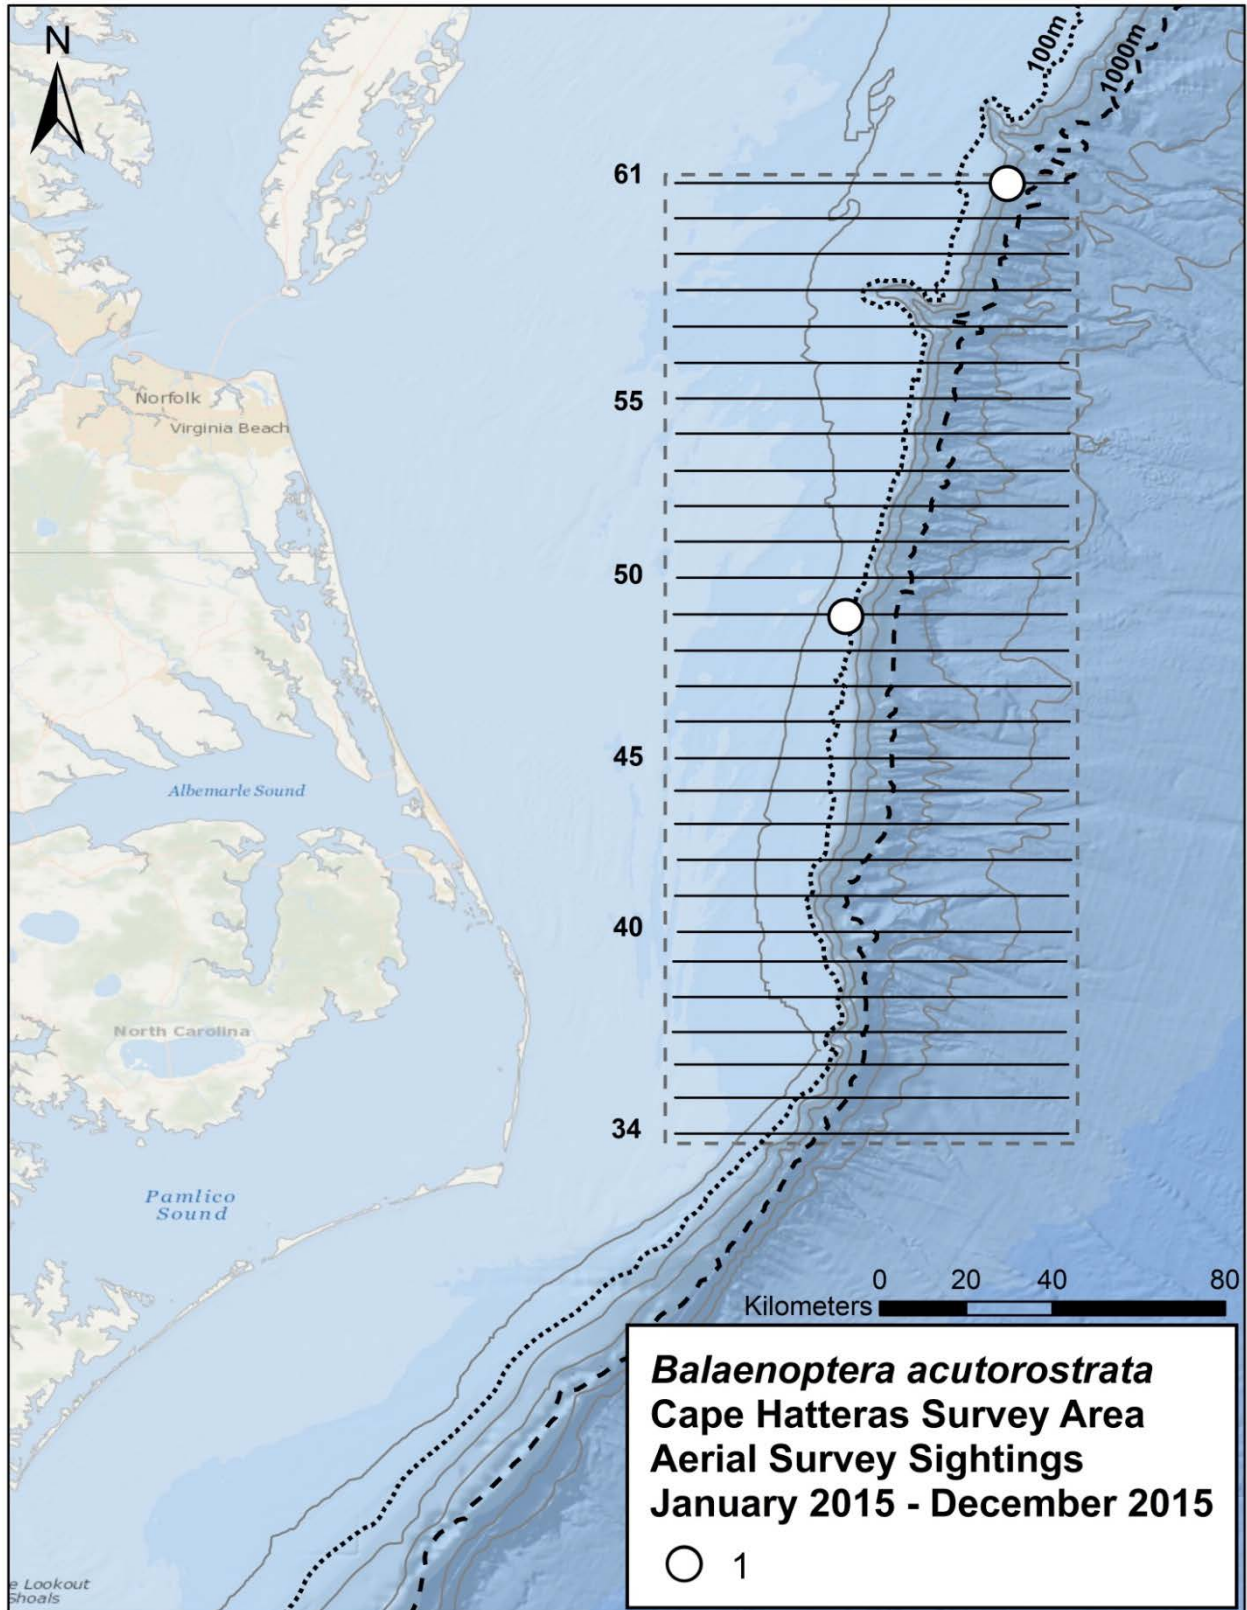 N
100m
1000m
61
Norfolk
55
Virginia Beach
50
45
Albemarle Sound
40
North Carolina
34
Pamlico
Sound
0 20 40 80
Kilometers
Balaenoptera acutorostrata
Cape Hatteras Survey Area
Aerial Survey Sightings
January 2015 - December 2015
1
e Lookout
Shoals